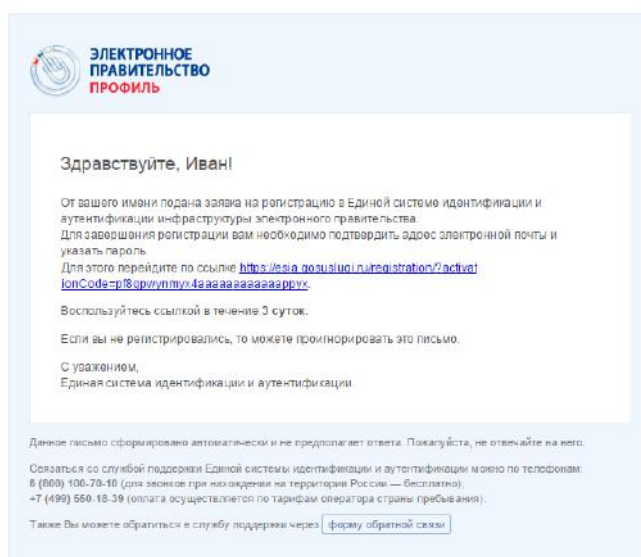 ЭЛЕКТРОННОЕ
ПРАВИТЕЛЬСТВО
ПРОФИЛЬ
Здравствуйте, Иван!
От вашего имени подана заявка на регистрацию в Единой системе идентификации и
аутентификации инфраструктуры электронного правительства.
Для завершения регистрации вам необходимо подтвердить адрес электронной почты и
указать пароль.
Для этого перейдите по ссылке https://esia.gosuslugi.ru/registration/?activat
ionCode=pf8qpwynmyx4aaaaaaaaaaappyx.
Воспользуйтесь ссылкой в течение 3 суток.
Если вы не регистрировались, то можете проигнорировать это письмо.
С уважением,
Единая система идентификации и аутентификации
Данное письмо сформировано автоматически и не предполагает ответа. Пожалуйста, не отвечайте на него.
Связаться со службой поддержки Единой системы идентификации и аутентификации можно по телефонам:
8 (800) 100-70-10 (для звонков при нахождении на территории России — бесплатно);
+7 (499) 550-18-39 (оплата осуществляется по тарифам оператора страны пребывания).
Также Вы можете обратиться в службу поддержки через форму обратной связи